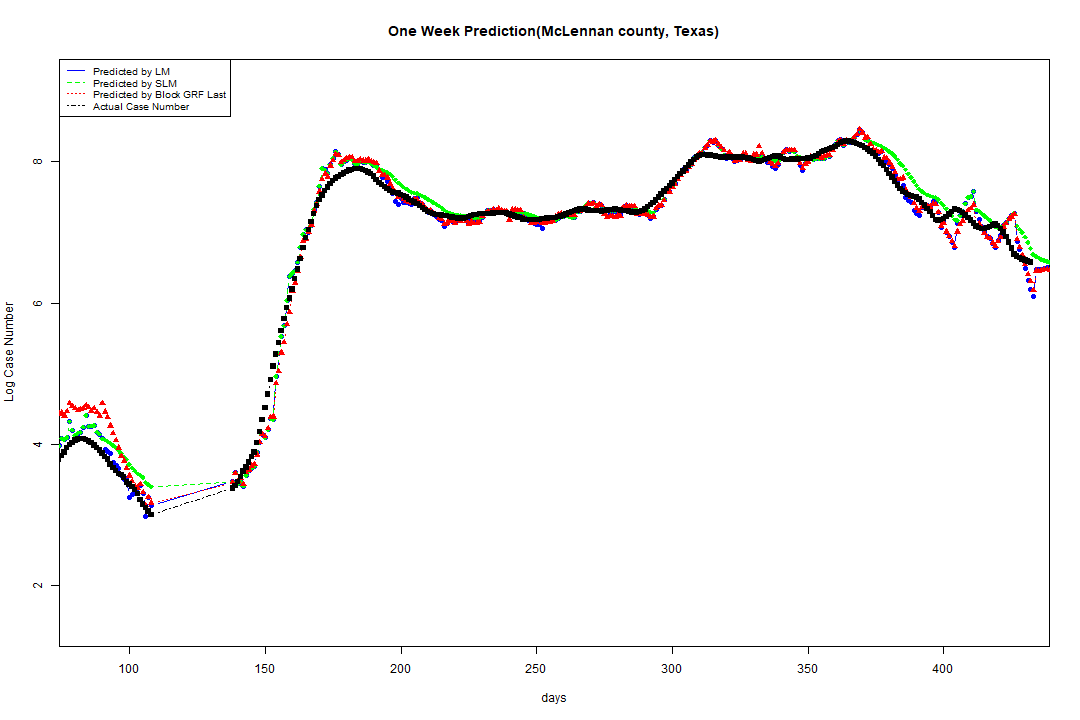 One Week Prediction(McLennan county, Texas)
Predicted by LM
Predicted by SLM
Predicted by Block GRF Last
Actual Case Number
8
6
4
2
Log Case Number
100 150 200 250 300 350 400
days